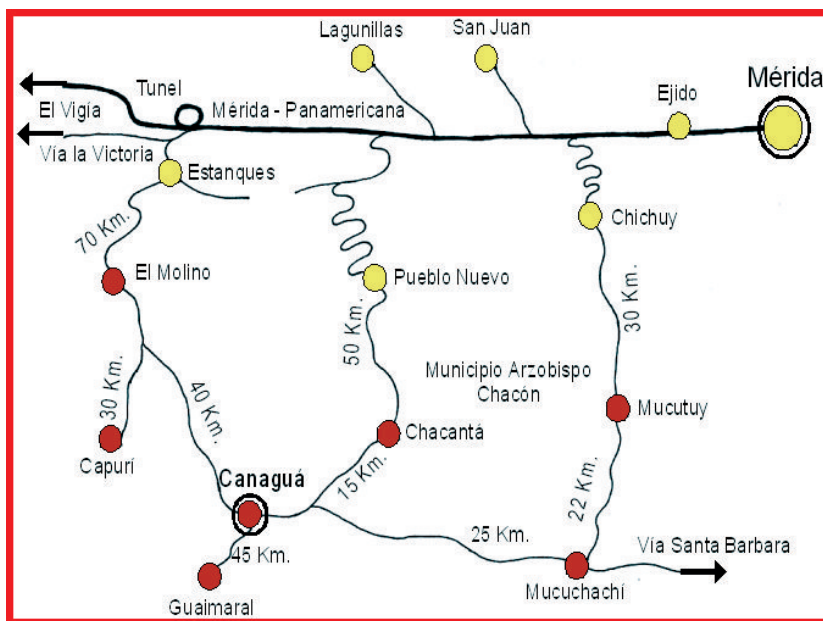 Lagunillas
San Juan
Mérida
Tunel
Ejido
El Vigía
Mérida - Panamericana
Vía la Victoria
Estanques
Chichuy
70 Km.
El Molino
Pueblo Nuevo
30 Km.
50 Km.
Municipio Arzobispo
Chacón
30 Km.
40 Km.
Mucutuy
Chacantá
Capurí
Canaguá
15 Km.
22 Km.
25 Km.
Vía Santa Barbara
45 Km.
Guaimaral
Mucuchachí